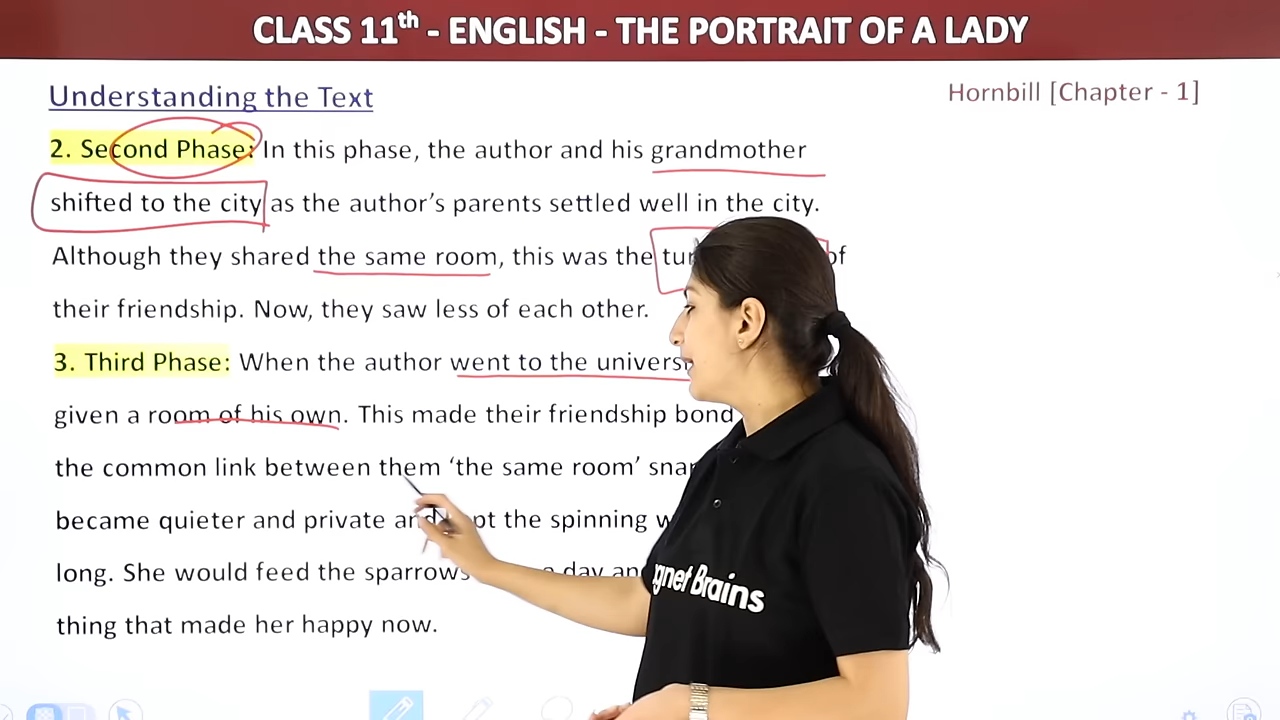 CLASS 11th - ENGLISH - THE PORTRAIT OF A LADY
Understanding the Text
Hornbill [Chapter - 1]
2. Second Phase: In this phase, the author and his grandmother
shifted to the city as the author's parents settled well in the city.
Although they shared the same room, this was the of
their friendship. Now, they saw less of each other.
3. Third Phase: When the author went to the
given a room of his own. This made their friendship bond
the common link between them ‘the same room’
became quieter and private and the spinning
long. She would feed the sparrows day
thing that made her happy now.
Brains